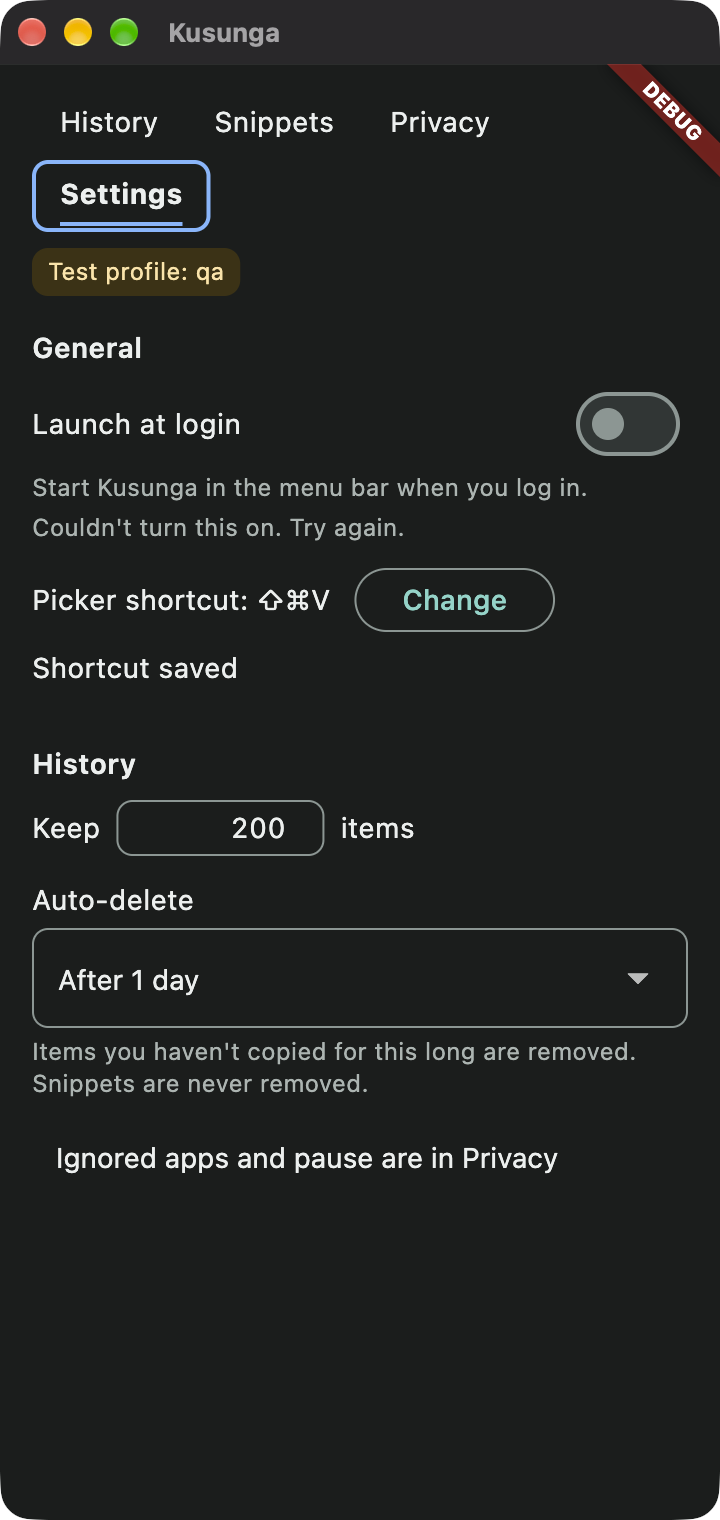 Kusunga
DEBUG
History Snippets Privacy
Settings
Test profile: qa
General
Launch at login
Start Kusunga in the menu bar when you log in.
Couldn't turn this on. Try again.
Picker shortcut: ⇧⌘V Change
Shortcut saved
History
Keep 200 items
Auto-delete
After 1 day
Items you haven't copied for this long are removed.
Snippets are never removed.
Ignored apps and pause are in Privacy